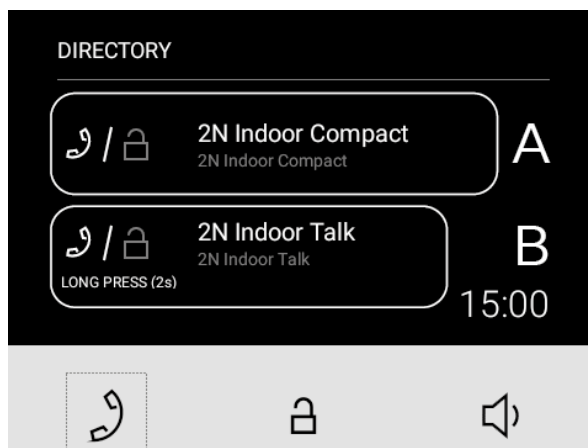 DIRECTORY
2N Indoor Compact
2N Indoor Compact
A
2N Indoor Talk
2N Indoor Talk
B
LONG PRESS (2s)
15:00